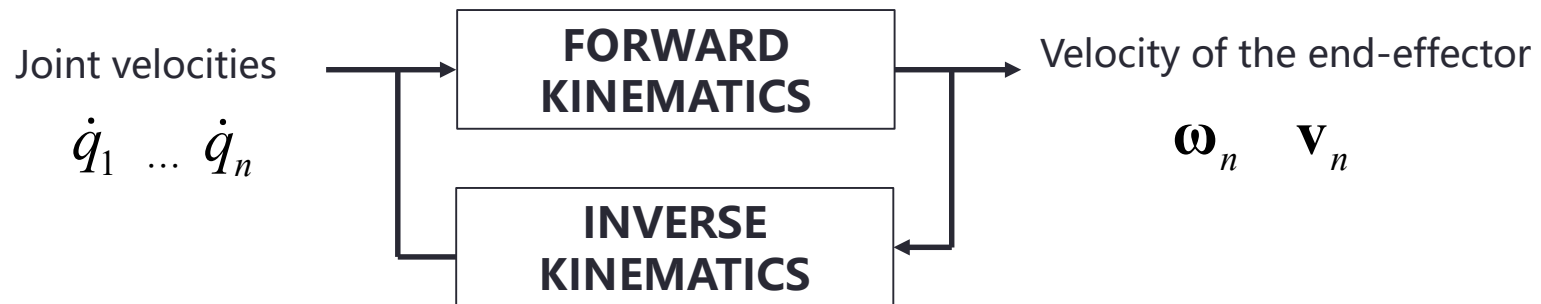 Joint velocities
q̇₁ ... q̇ₙ
FORWARD
KINEMATICS
Velocity of the end-effector
ωₙ vₙ
INVERSE
KINEMATICS